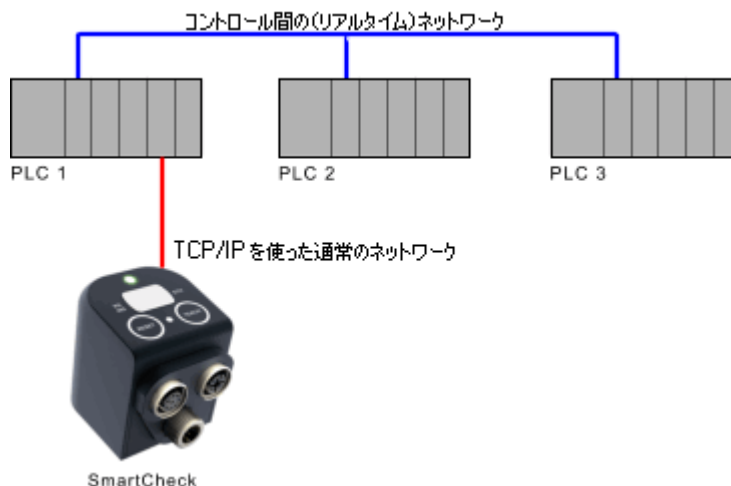 コントロール間の(リアルタイム)ネットワーク
PLC 1
PLC 2
PLC 3
TCP/IP を使った通常のネットワーク
SmartCheck